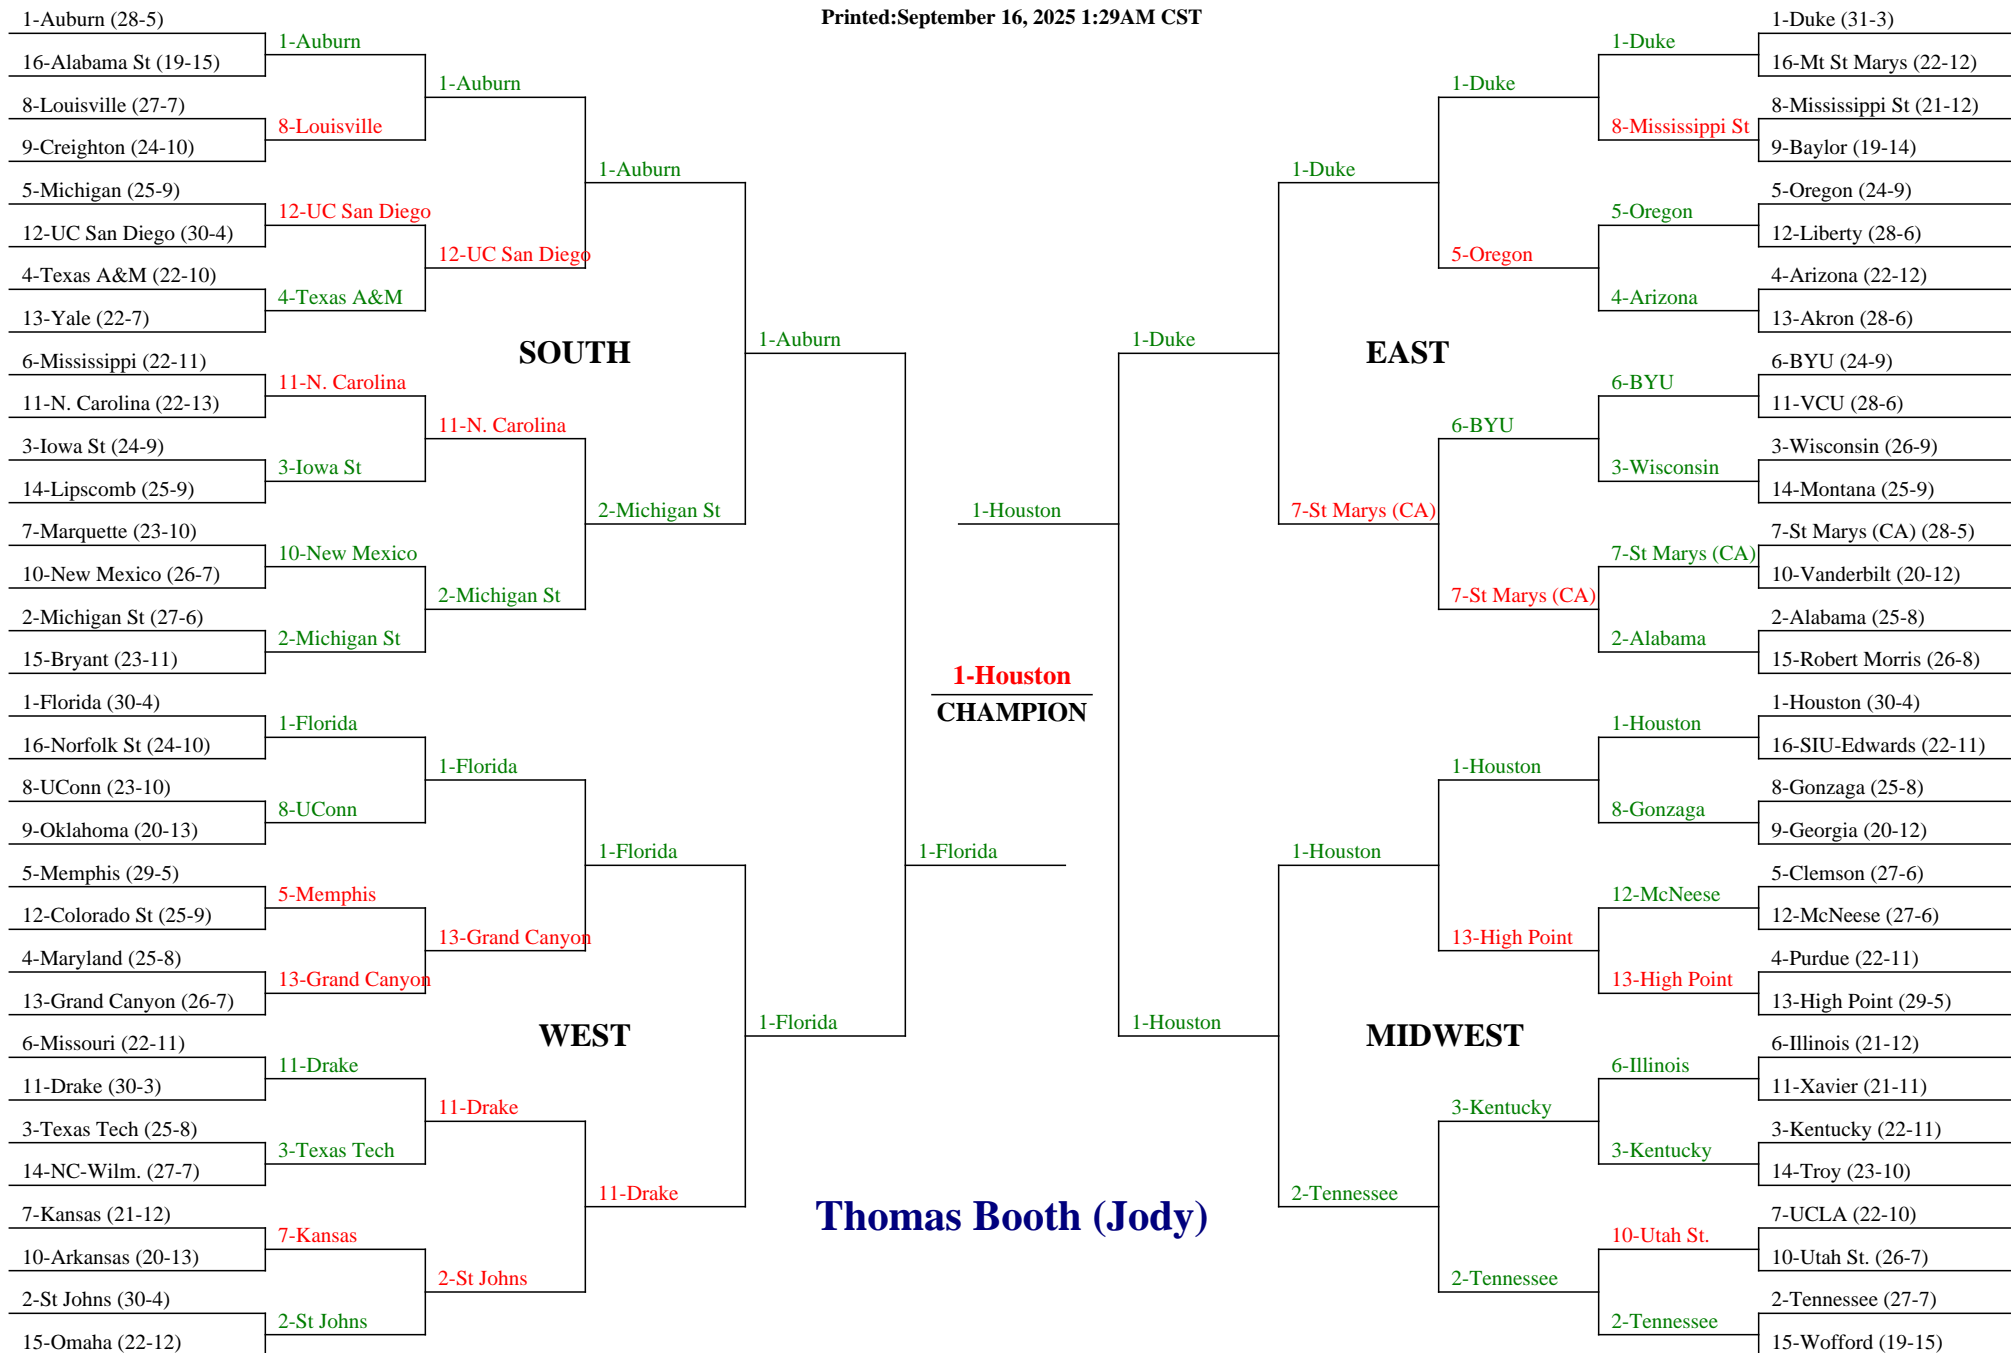 Printed:September 16, 2025 1:29AM CST
1-Auburn (28-5)
16-Alabama St (19-15)
8-Louisville (27-7)
9-Creighton (24-10)
5-Michigan (25-9)
12-UC San Diego (30-4)
4-Texas A&M (22-10)
13-Yale (22-7)
6-Mississippi (22-11)
11-N. Carolina (22-13)
3-Iowa St (24-9)
14-Lipscomb (25-9)
7-Marquette (23-10)
10-New Mexico (26-7)
2-Michigan St (27-6)
15-Bryant (23-11)
1-Florida (30-4)
16-Norfolk St (24-10)
8-UConn (23-10)
9-Oklahoma (20-13)
5-Memphis (29-5)
12-Colorado St (25-9)
4-Maryland (25-8)
13-Grand Canyon (26-7)
6-Missouri (22-11)
11-Drake (30-3)
3-Texas Tech (25-8)
14-NC-Wilm. (27-7)
7-Kansas (21-12)
10-Arkansas (20-13)
2-St Johns (30-4)
15-Omaha (22-12)
1-Auburn
8-Louisville
12-UC San Diego
4-Texas A&M
11-N. Carolina
3-Iowa St
10-New Mexico
2-Michigan St
1-Florida
8-UConn
5-Memphis
13-Grand Canyon
11-Drake
3-Texas Tech
7-Kansas
2-St Johns
1-Auburn
12-UC San Diego
11-N. Carolina
2-Michigan St
1-Florida
13-Grand Canyon
11-Drake
2-St Johns
1-Auburn
2-Michigan St
1-Florida
11-Drake
SOUTH
WEST
1-Auburn
1-Florida
1-Florida
1-Houston
1-Houston
CHAMPION
Thomas Booth (Jody)
1-Duke
1-Houston
EAST
MIDWEST
1-Duke
7-St Marys (CA)
1-Houston
2-Tennessee
1-Duke
5-Oregon
6-BYU
7-St Marys (CA)
1-Houston
13-High Point
3-Kentucky
2-Tennessee
1-Duke
8-Mississippi St
5-Oregon
4-Arizona
6-BYU
3-Wisconsin
7-St Marys (CA)
2-Alabama
1-Houston
8-Gonzaga
12-McNeese
13-High Point
6-Illinois
3-Kentucky
10-Utah St.
2-Tennessee
1-Duke (31-3)
16-Mt St Marys (22-12)
8-Mississippi St (21-12)
9-Baylor (19-14)
5-Oregon (24-9)
12-Liberty (28-6)
4-Arizona (22-12)
13-Akron (28-6)
6-BYU (24-9)
11-VCU (28-6)
3-Wisconsin (26-9)
14-Montana (25-9)
7-St Marys (CA) (28-5)
10-Vanderbilt (20-12)
2-Alabama (25-8)
15-Robert Morris (26-8)
1-Houston (30-4)
16-SIU-Edwards (22-11)
8-Gonzaga (25-8)
9-Georgia (20-12)
5-Clemson (27-6)
12-McNeese (27-6)
4-Purdue (22-11)
13-High Point (29-5)
6-Illinois (21-12)
11-Xavier (21-11)
3-Kentucky (22-11)
14-Troy (23-10)
7-UCLA (22-10)
10-Utah St. (26-7)
2-Tennessee (27-7)
15-Wofford (19-15)